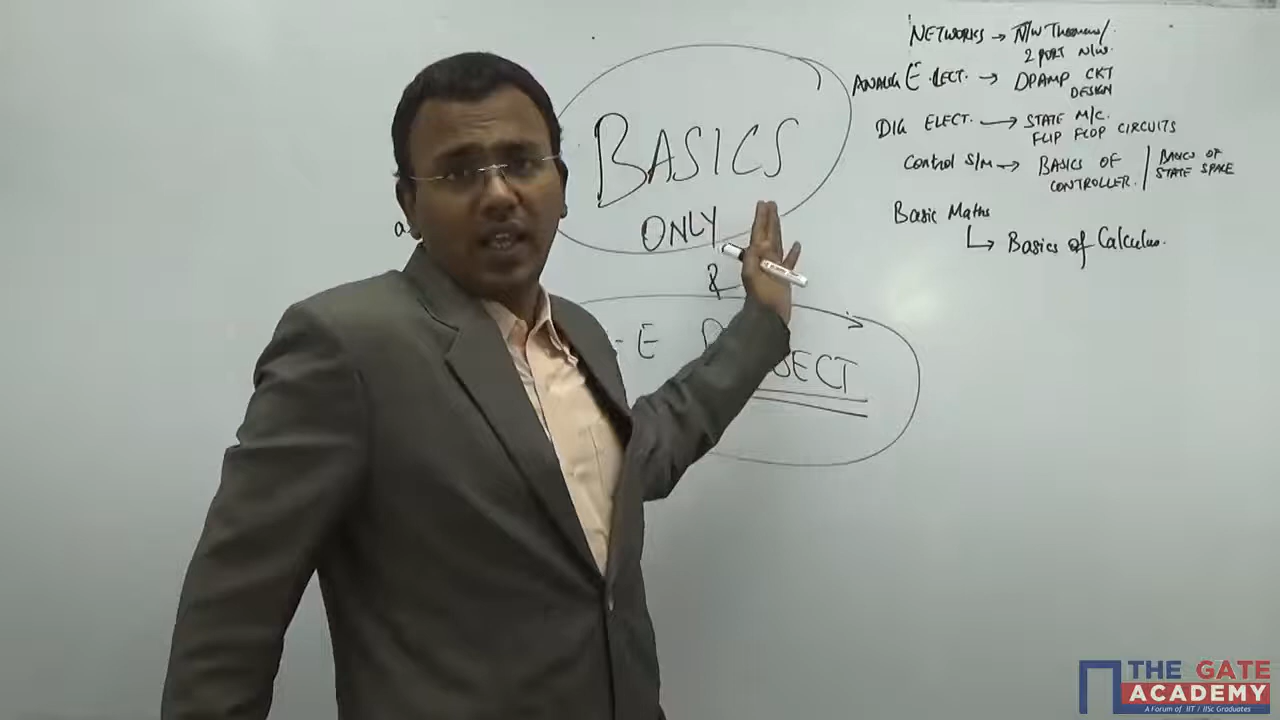 BASICS
ONLY
&
E
JECT
NETWORKS → N/W Theorems/
2 PORT N/W.
ANALOG ELECT. → OPAMP CKT
DESIGN
DIG ELECT. → STATE M/C.
FLIP FLOP CIRCUITS
Control S/M → BASICS OF
CONTROLLER. / BASICS OF
STATE SPACE
Basic Maths
↳ Basics of Calculus.
a
THE GATE
ACADEMY
A Forum of IIT / IISc Graduates